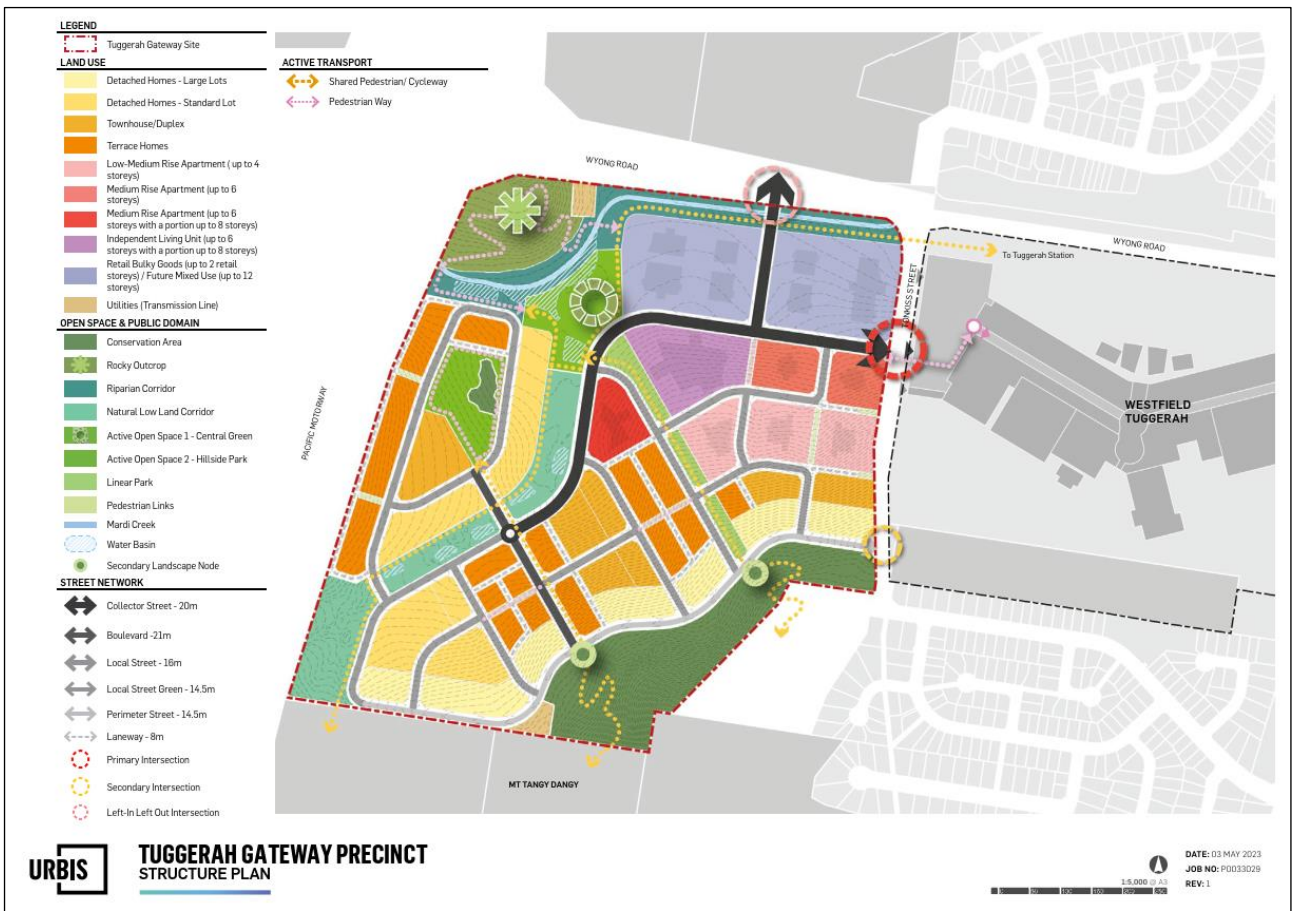 LEGEND
Tuggerah Gateway Site
LAND USE
Detached Homes - Large Lots
Detached Homes - Standard Lot
Townhouse/Duplex
Terrace Homes
Low-Medium Rise Apartment ( up to 4
storeys)
Medium Rise Apartment (up to 6
storeys)
Medium Rise Apartment (up to 6
storeys with a portion up to 8 storeys)
Independent Living Unit (up to 6
storeys with a portion up to 8 storeys)
Retail Bulky Goods (up to 2 retail
storeys) / Future Mixed Use (up to 12
storeys)
Utilities (Transmission Line)
OPEN SPACE & PUBLIC DOMAIN
Conservation Area
Rocky Outcrop
Riparian Corridor
Natural Low Land Corridor
Active Open Space 1 - Central Green
Active Open Space 2 - Hillside Park
Linear Park
Pedestrian Links
Mardi Creek
Water Basin
Secondary Landscape Node
STREET NETWORK
Collector Street - 20m
Boulevard -21m
Local Street - 16m
Local Street Green - 14.5m
Perimeter Street - 14.5m
Laneway - 8m
Primary Intersection
Secondary Intersection
Left-In Left Out Intersection
ACTIVE TRANSPORT
Shared Pedestrian/ Cycleway
Pedestrian Way
WYONG ROAD
WYONG ROAD
To Tuggerah Station
PACIFIC MOTORWAY
WESTFIELD
TUGGERAH
MT TANGY DANGY
URBIS
TUGGERAH GATEWAY PRECINCT
STRUCTURE PLAN
1:5,000 @ A3
DATE: 03 MAY 2023
JOB NO: P0033029
REV: 1